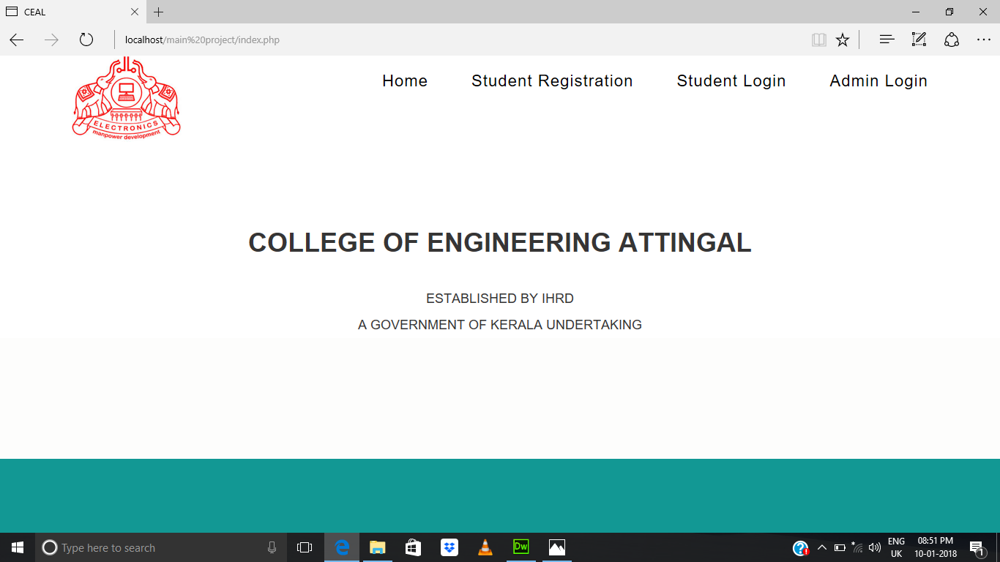 CEAL
localhost/main%20project/index.php
Home Student Registration Student Login Admin Login
ELECTRONICS
manpower development
COLLEGE OF ENGINEERING ATTINGAL
ESTABLISHED BY IHRD
A GOVERNMENT OF KERALA UNDERTAKING
Type here to search
Dw
ENG
UK
08:51 PM
10-01-2018
1